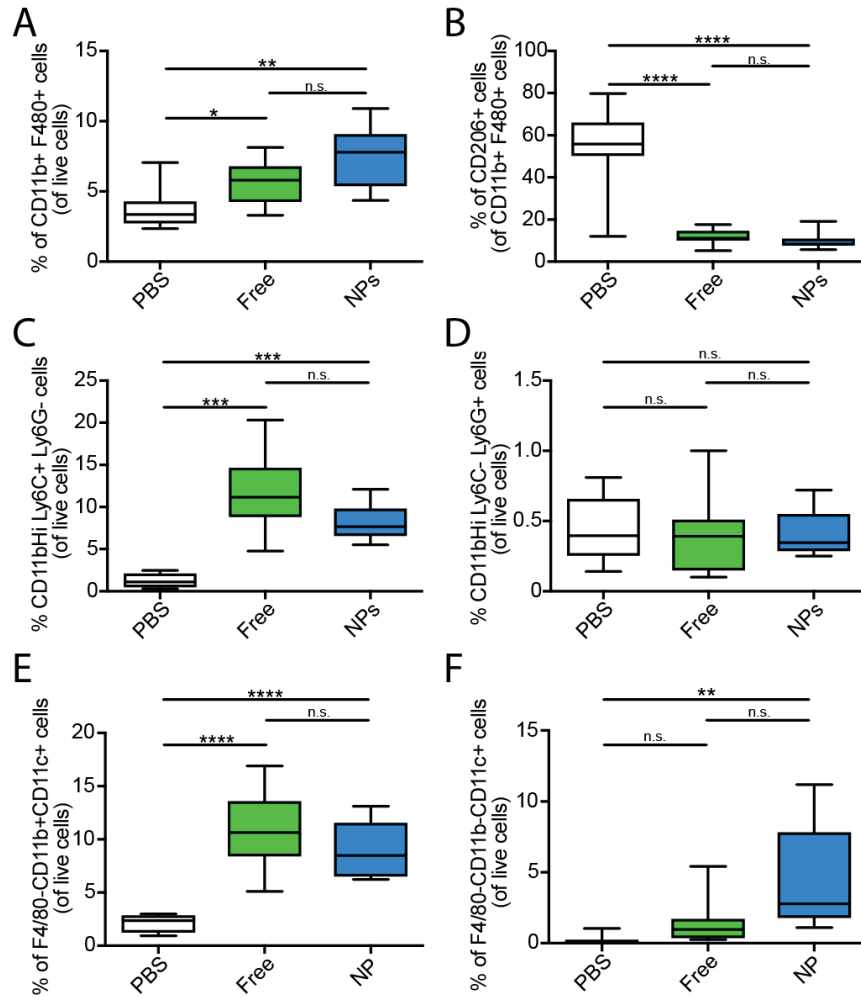 A
% of CD11b+ F480+ cells
(of live cells)
15
10
5
0
**
n.s.
*
PBS
Free
NPs
B
% of CD206+ cells
(of CD11b+ F480+ cells)
100
80
60
40
20
0
****
n.s.
****
PBS
Free
NPs
C
% CD11bHi Ly6C+ Ly6G- cells
(of live cells)
25
20
15
10
5
0
***
n.s.
***
PBS
Free
NPs
D
% CD11bHi Ly6C- Ly6G+ cells
(of live cells)
1.5
1.0
0.5
0
n.s.
n.s.
n.s.
PBS
Free
NPs
E
% of F4/80-CD11b+CD11c+ cells
(of live cells)
20
15
10
5
0
****
n.s.
****
PBS
Free
NP
F
% of F4/80-CD11b-CD11c+ cells
(of live cells)
15
10
5
0
**
n.s.
n.s.
PBS
Free
NP